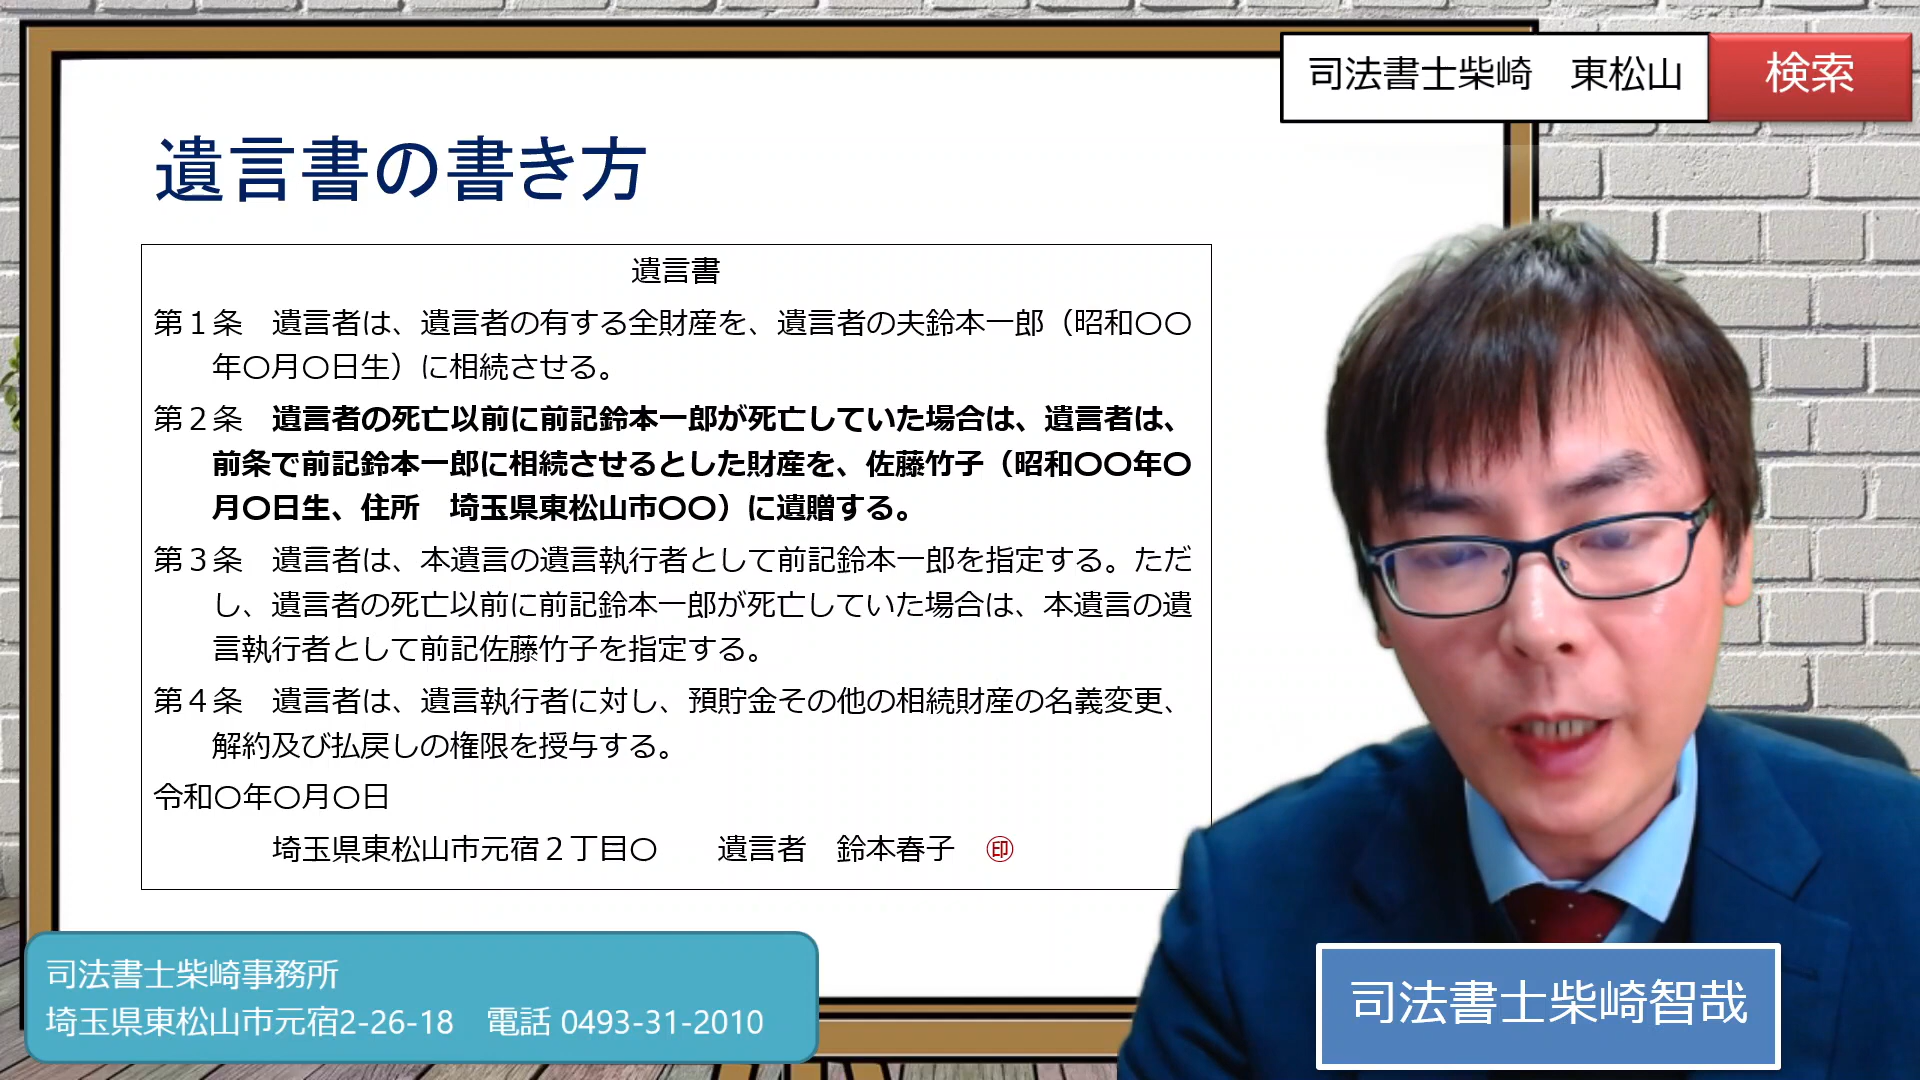 司法書士柴崎　東松山
検索
遺言書の書き方
遺言書
第１条　遺言者は、遺言者の有する全財産を、遺言者の夫鈴本一郎（昭和〇〇
年〇月〇日生）に相続させる。
第２条　遺言者の死亡以前に前記鈴本一郎が死亡していた場合は、遺言者は、
前条で前記鈴本一郎に相続させるとした財産を、佐藤竹子（昭和〇〇年〇
月〇日生、住所　埼玉県東松山市〇〇）に遺贈する。
第３条　遺言者は、本遺言の遺言執行者として前記鈴本一郎を指定する。ただ
し、遺言者の死亡以前に前記鈴本一郎が死亡していた場合は、本遺言の遺
言執行者として前記佐藤竹子を指定する。
第４条　遺言者は、遺言執行者に対し、預貯金その他の相続財産の名義変更、
解約及び払戻しの権限を授与する。
令和〇年〇月〇日
埼玉県東松山市元宿２丁目〇　　遺言者　鈴本春子　㊞
司法書士柴崎事務所
埼玉県東松山市元宿2-26-18　電話 0493-31-2010
司法書士柴崎智哉